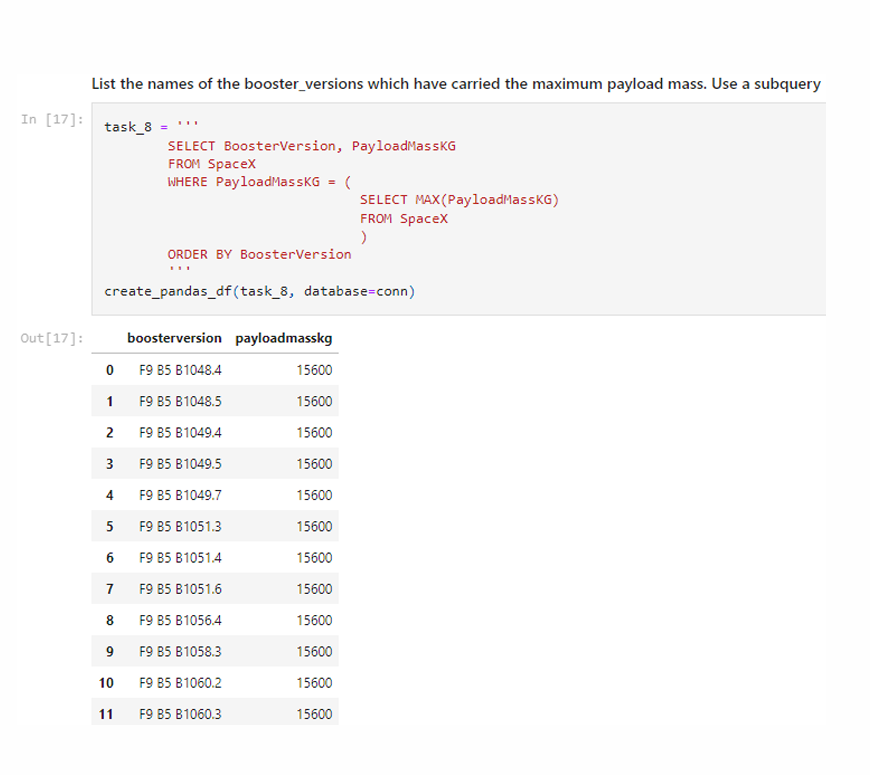 List the names of the booster_versions which have carried the maximum payload mass. Use a subquery
In [17]:
task_8 = '''
SELECT BoosterVersion, PayloadMassKG
FROM SpaceX
WHERE PayloadMassKG = (
SELECT MAX(PayloadMassKG)
FROM SpaceX
)
ORDER BY BoosterVersion
'''
create_pandas_df(task_8, database=conn)
Out[17]:
boosterversion payloadmasskg
0 F9 B5 B1048.4 15600
1 F9 B5 B1048.5 15600
2 F9 B5 B1049.4 15600
3 F9 B5 B1049.5 15600
4 F9 B5 B1049.7 15600
5 F9 B5 B1051.3 15600
6 F9 B5 B1051.4 15600
7 F9 B5 B1051.6 15600
8 F9 B5 B1056.4 15600
9 F9 B5 B1058.3 15600
10 F9 B5 B1060.2 15600
11 F9 B5 B1060.3 15600